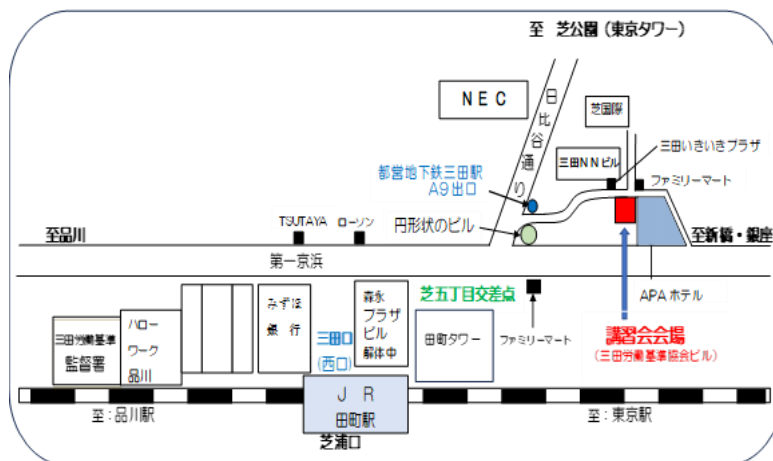 至　芝公園（東京タワー）
ＮＥＣ
日比谷通り
芝国際
三田いきいきプラザ
三田ＮＮビル
都営地下鉄三田駅
A9出口
ファミリーマート
TSUTAYA
ローソン
円形状のビル
至品川
至新橋・銀座
第一京浜
APAホテル
みずほ
銀行
森永
プラザ
ビル
解体中
芝五丁目交差点
三田口
(西口)
田町タワー
ファミリーマート
講習会会場
(三田労働基準協会ビル)
三田労働基準
監督署
ハロー
ワーク
品川
ＪＲ
田町駅
至：品川駅
至：東京駅
芝浦口